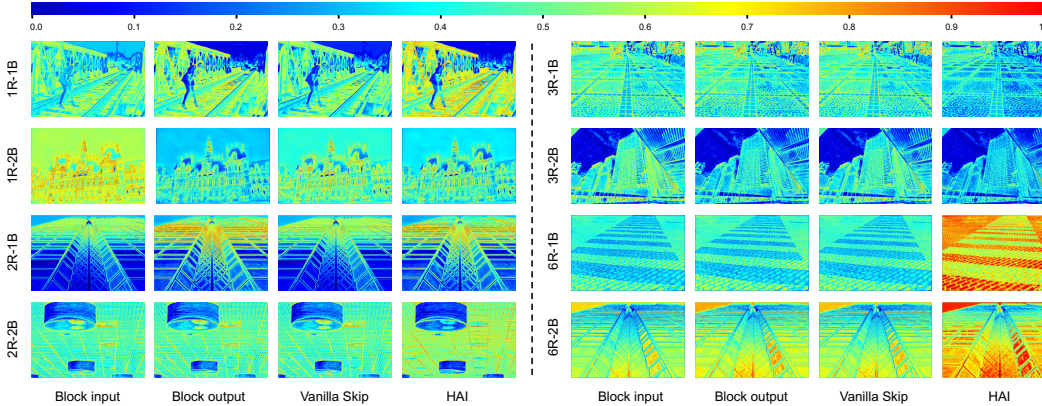 0.0 0.1 0.2 0.3 0.4 0.5 0.6 0.7 0.8 0.9 1
1R-1B
1R-2B
2R-1B
2R-2B
Block input Block output Vanilla Skip HAI
3R-1B
3R-2B
6R-1B
6R-2B
Block input Block output Vanilla Skip HAI